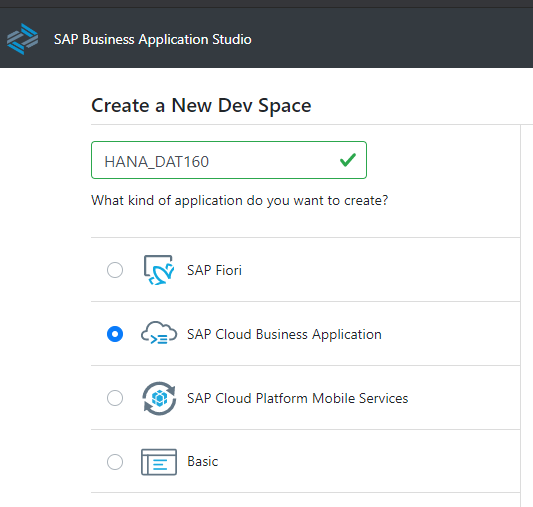 SAP Business Application Studio
Create a New Dev Space
HANA_DAT160
What kind of application do you want to create?
SAP Fiori
SAP Cloud Business Application
SAP Cloud Platform Mobile Services
Basic